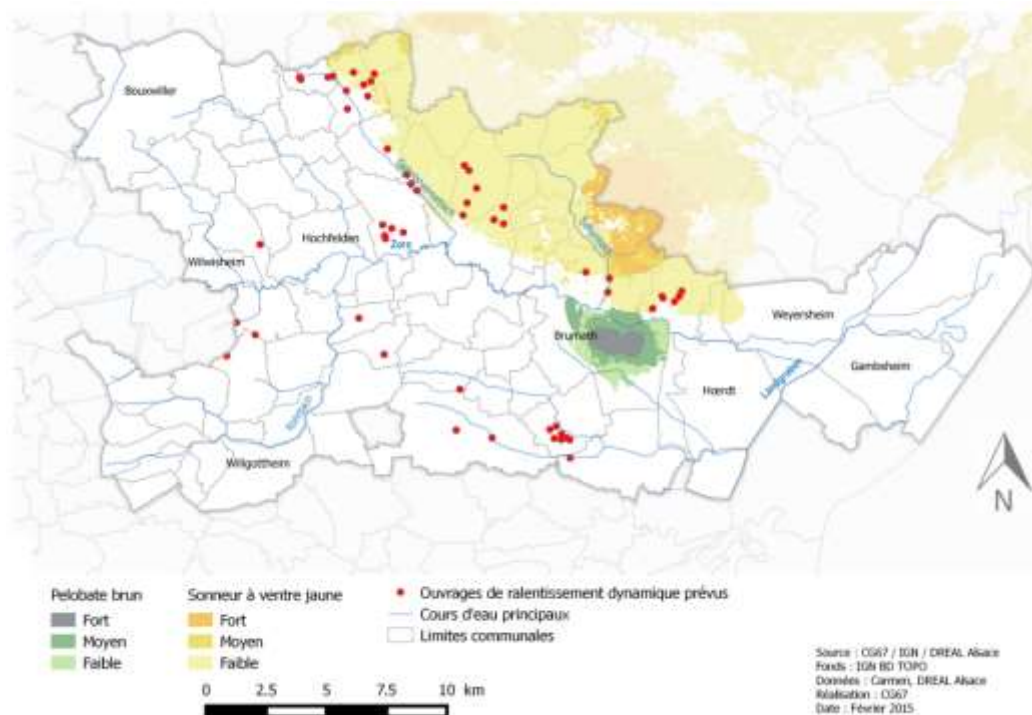 Bouxwiller
Hochfelden
Zorn
Wilwisheim
Brumath
Weyersheim
Gambsheim
Hœrdt
Landgraben
Willgottheim
N
Pelobate brun
Fort
Moyen
Faible
Sonneur à ventre jaune
Fort
Moyen
Faible
Ouvrages de ralentissement dynamique prévus
Cours d'eau principaux
Limites communales
0 2.5 5 7.5 10 km
Source : CG67 / IGN / DREAL Alsace
Fonds : IGN BD TOPO
Données : Carmen, DREAL Alsace
Réalisation : CG67
Date : Février 2015